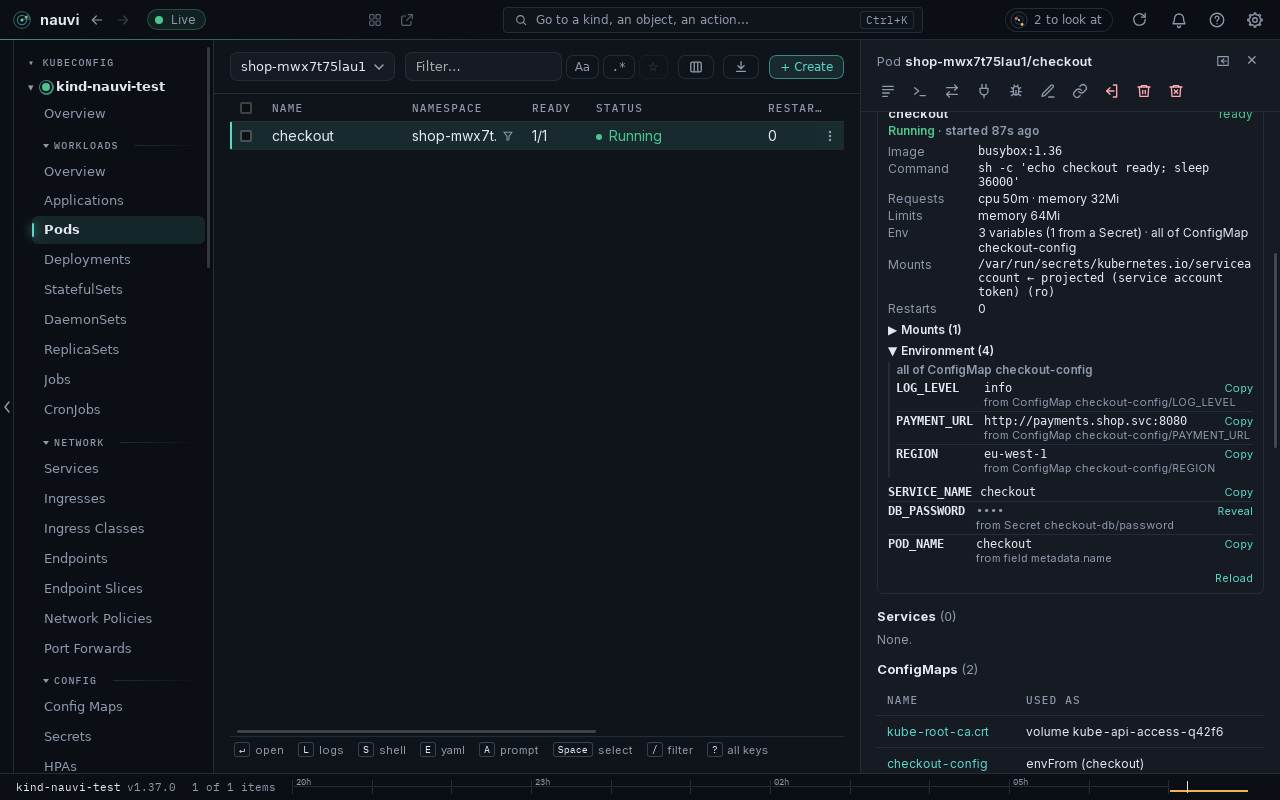 nauvi
Live
Go to a kind, an object, an action…
Ctrl+K
2 to look at
KUBECONFIG
kind-nauvi-test
Overview
WORKLOADS
Overview
Applications
Pods
Deployments
StatefulSets
DaemonSets
ReplicaSets
Jobs
CronJobs
NETWORK
Services
Ingresses
Ingress Classes
Endpoints
Endpoint Slices
Network Policies
Port Forwards
CONFIG
Config Maps
Secrets
HPAs
shop-mwx7t75lau1
Filter…
Aa
.*
+ Create
NAME NAMESPACE READY STATUS RESTAR…
checkout shop-mwx7t. 1/1 Running 0
↵ open L logs S shell E yaml A prompt Space select / filter ? all keys
Pod shop-mwx7t75lau1/checkout
checkout ready
Running · started 87s ago
Image busybox:1.36
Command sh -c 'echo checkout ready; sleep
36000'
Requests cpu 50m · memory 32Mi
Limits memory 64Mi
Env 3 variables (1 from a Secret) · all of ConfigMap
checkout-config
Mounts /var/run/secrets/kubernetes.io/servicea
ccount ← projected (service account
token) (ro)
Restarts 0
▶ Mounts (1)
▼ Environment (4)
all of ConfigMap checkout-config
LOG_LEVEL info Copy
from ConfigMap checkout-config/LOG_LEVEL
PAYMENT_URL http://payments.shop.svc:8080 Copy
from ConfigMap checkout-config/PAYMENT_URL
REGION eu-west-1 Copy
from ConfigMap checkout-config/REGION
SERVICE_NAME checkout Copy
DB_PASSWORD •••• Reveal
from Secret checkout-db/password
POD_NAME checkout Copy
from field metadata.name
Reload
Services (0)
None.
ConfigMaps (2)
NAME USED AS
kube-root-ca.crt volume kube-api-access-q42f6
checkout-config envFrom (checkout)
kind-nauvi-test v1.37.0 1 of 1 items
20h 23h 02h 05h